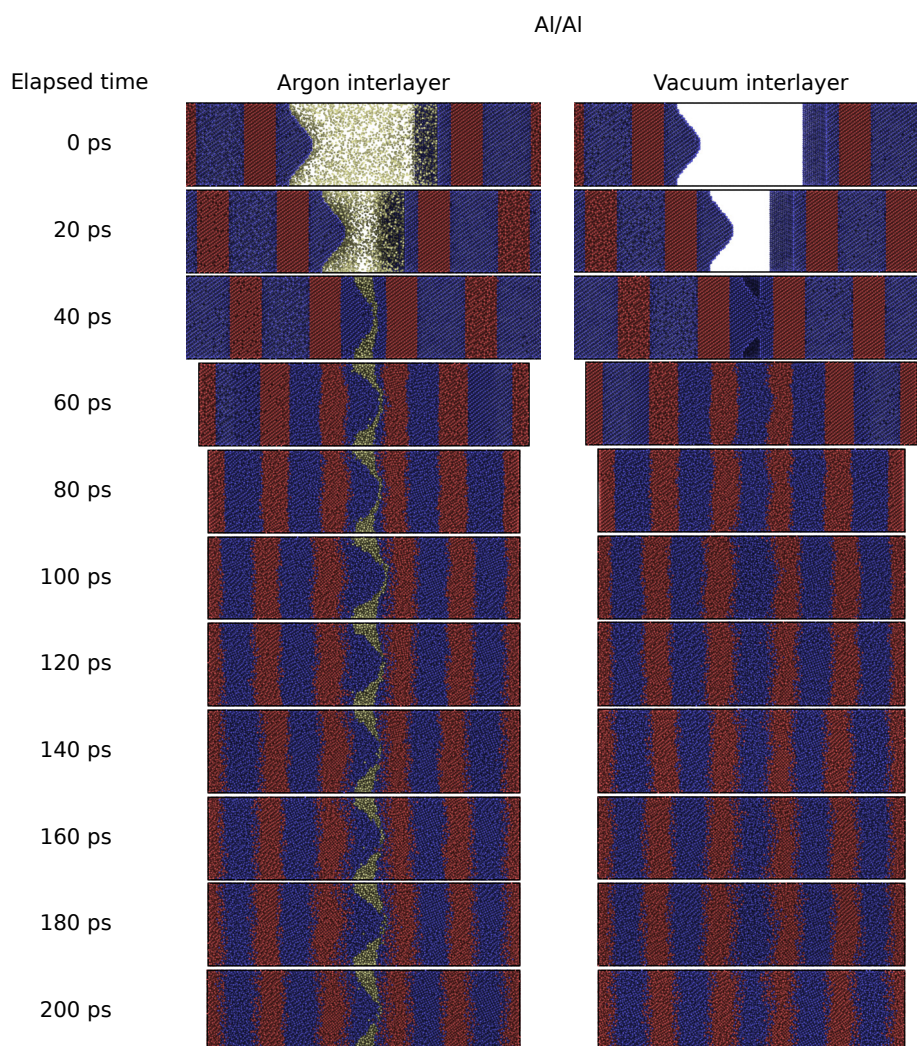 Al/Al
Elapsed time
Argon interlayer
Vacuum interlayer
0 ps
20 ps
40 ps
60 ps
80 ps
100 ps
120 ps
140 ps
160 ps
180 ps
200 ps